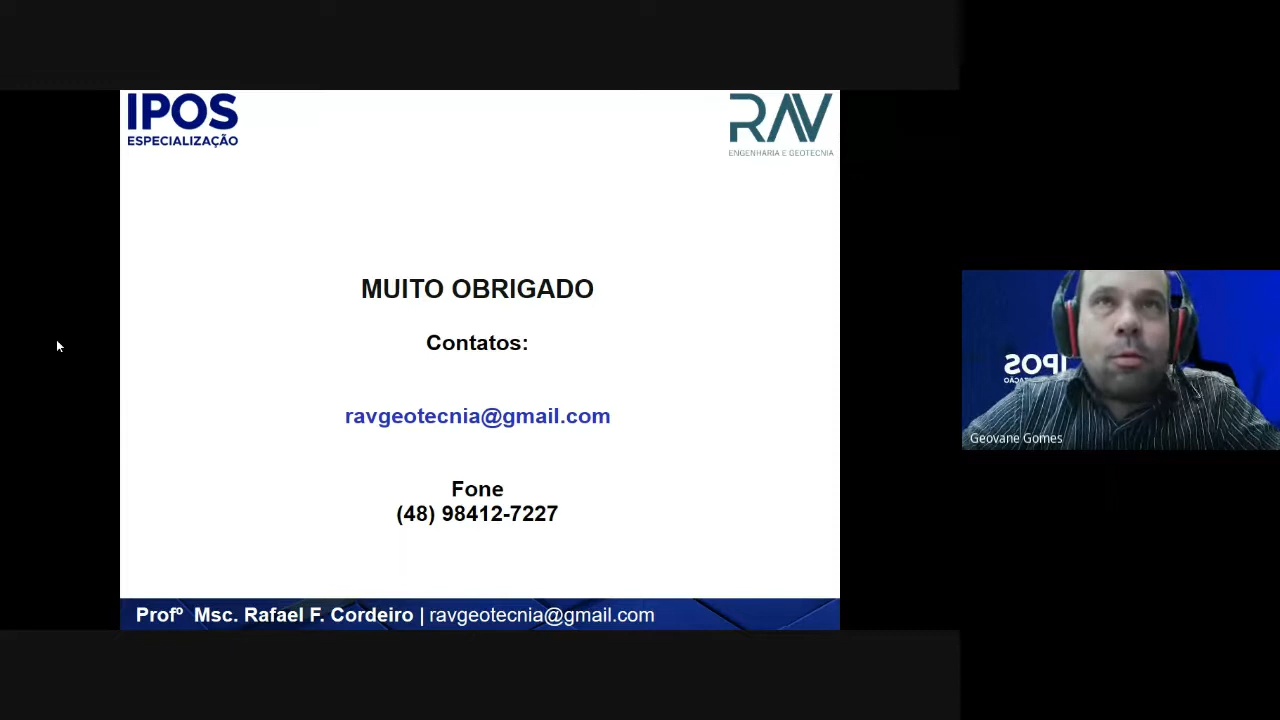 IPOS
ESPECIALIZAÇÃO
RAV
ENGENHARIA E GEOTECNIA
MUITO OBRIGADO
Contatos:
ravgeotecnia@gmail.com
Fone
(48) 98412-7227
IPOS
Geovane Gomes
Profº Msc. Rafael F. Cordeiro | ravgeotecnia@gmail.com